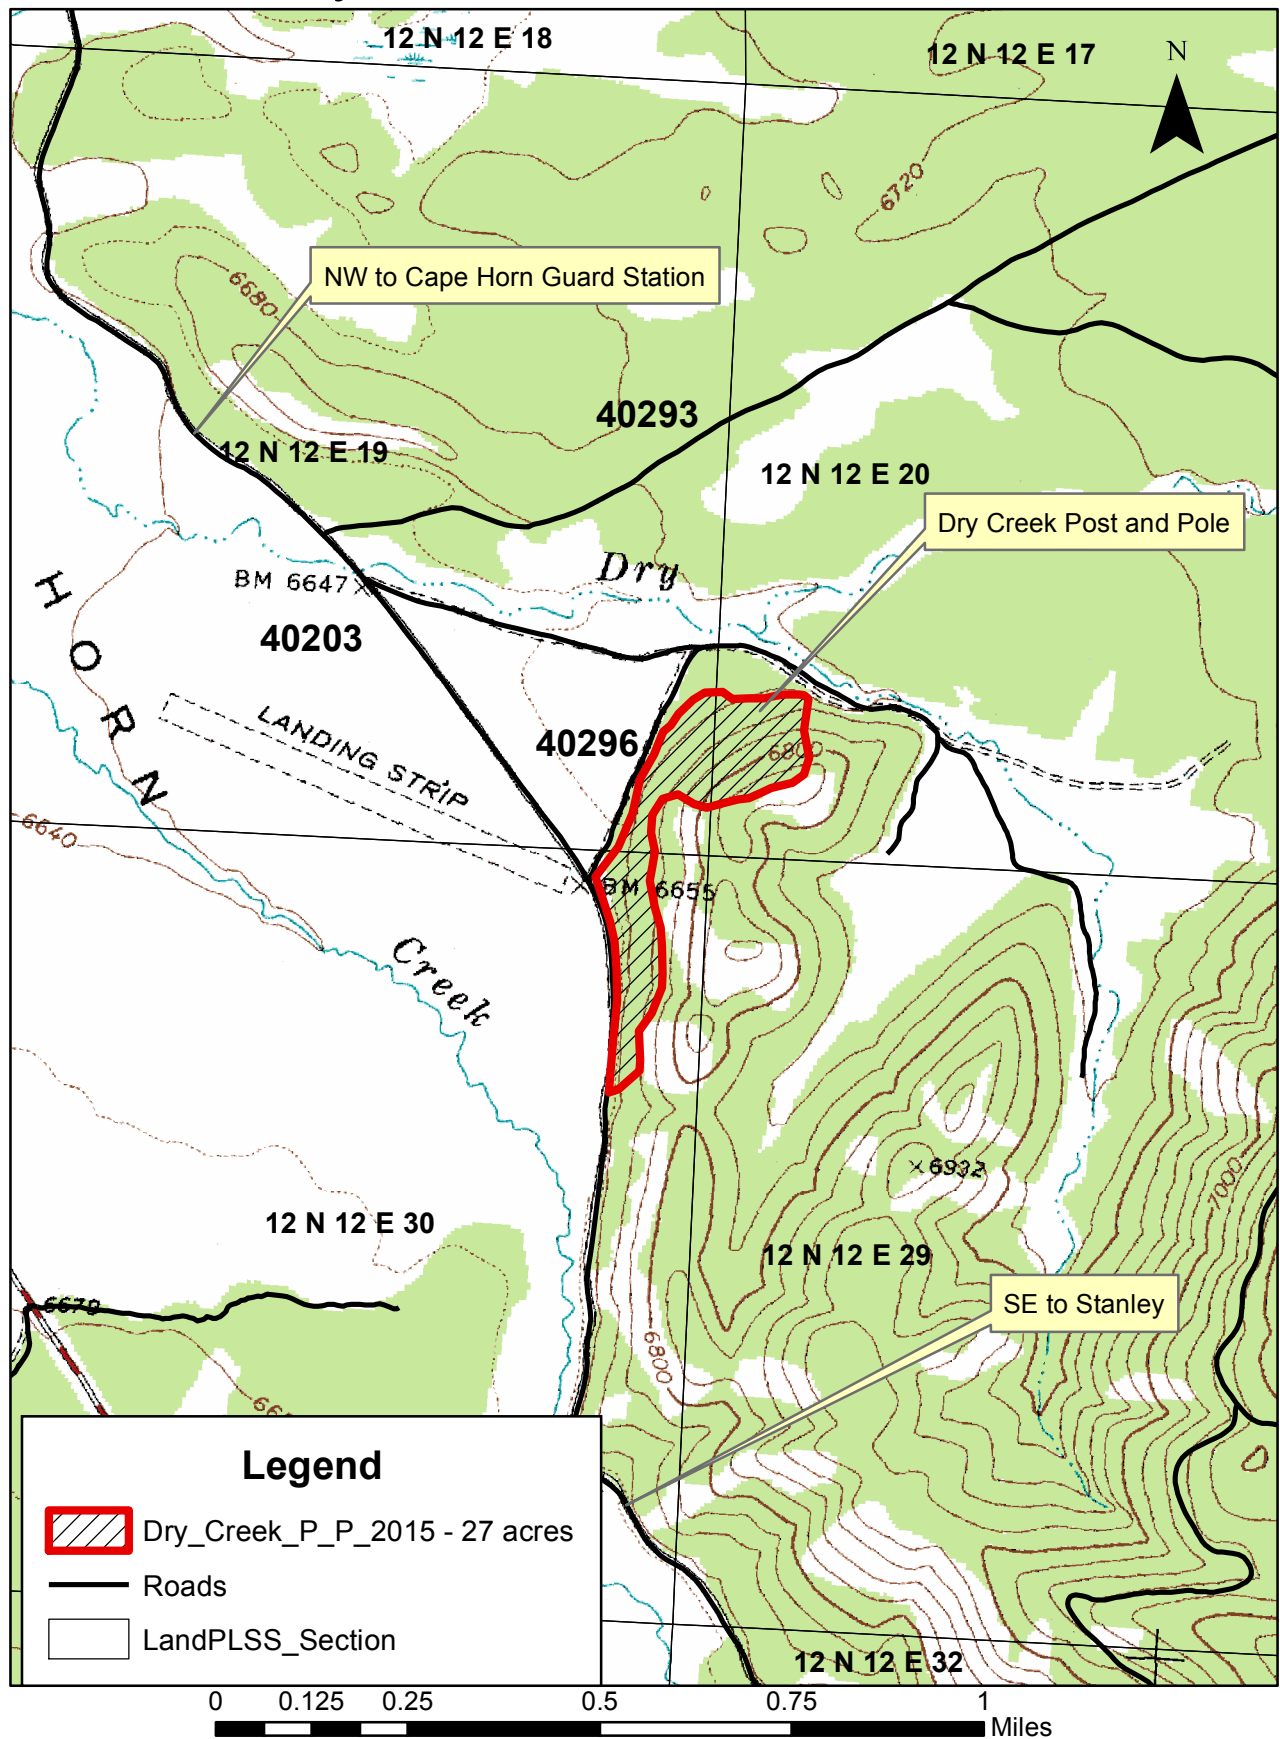 12 N 12 E 18
12 N 12 E 17
N
6720
NW to Cape Horn Guard Station
6680
40293
12 N 12 E 19
12 N 12 E 20
Dry Creek Post and Pole
Dry
BM 6647
HORN
40203
LANDING STRIP
40296
6800
6640
BM 6655
Creek
6932
7000
12 N 12 E 30
12 N 12 E 29
6679
SE to Stanley
6800
Legend
Dry_Creek_P_P_2015 - 27 acres
Roads
LandPLSS_Section
12 N 12 E 32
0 0.125 0.25 0.5 0.75 1
Miles